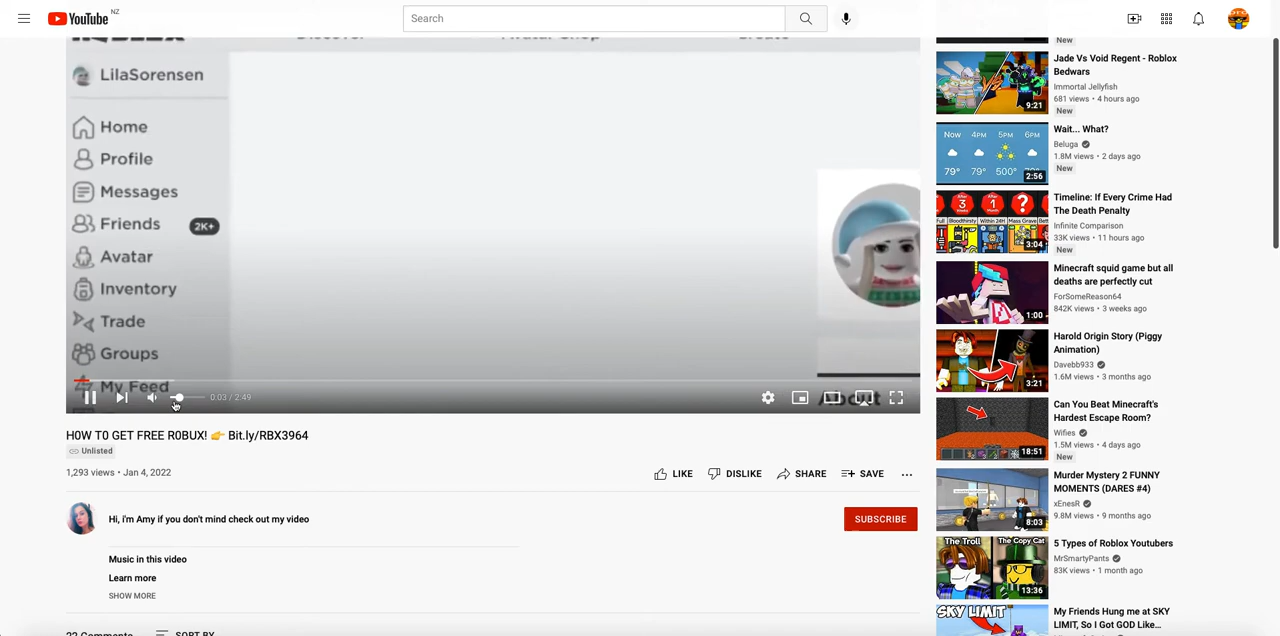 YouTube NZ
Search
LilaSorensen
Home
Profile
Messages
Friends 2K+
Avatar
Inventory
Trade
Groups
My Feed
About
0:03 / 2:49
H0W T0 GET FREE R0BUX! 👉 Bit.ly/RBX3964
Unlisted
1,293 views • Jan 4, 2022
LIKE DISLIKE SHARE SAVE
Hi, i'm Amy if you don't mind check out my video
SUBSCRIBE
Music in this video
Learn more
SHOW MORE
22 Comments SORT BY
New
Jade Vs Void Regent - Roblox
Bedwars
Immortal Jellyfish
681 views • 4 hours ago
New
9:21
Wait... What?
Beluga
1.8M views • 2 days ago
New
Now 4PM 5PM 6PM
79° 79° 500° 79°
2:56
Timeline: If Every Crime Had
The Death Penalty
Infinite Comparison
33K views • 11 hours ago
New
3:04
Minecraft squid game but all
deaths are perfectly cut
ForSomeReason64
842K views • 3 weeks ago
1:00
Harold Origin Story (Piggy
Animation)
Davebb933
1.6M views • 3 months ago
3:21
Can You Beat Minecraft's
Hardest Escape Room?
Wifies
1.5M views • 4 days ago
New
18:51
Murder Mystery 2 FUNNY
MOMENTS (DARES #4)
xEnesR
9.8M views • 9 months ago
8:03
5 Types of Roblox Youtubers
MrSmartyPants
83K views • 1 month ago
The Troll The Copy Cat
13:36
My Friends Hung me at SKY
LIMIT, So I Got GOD Like...
SKY LIMIT